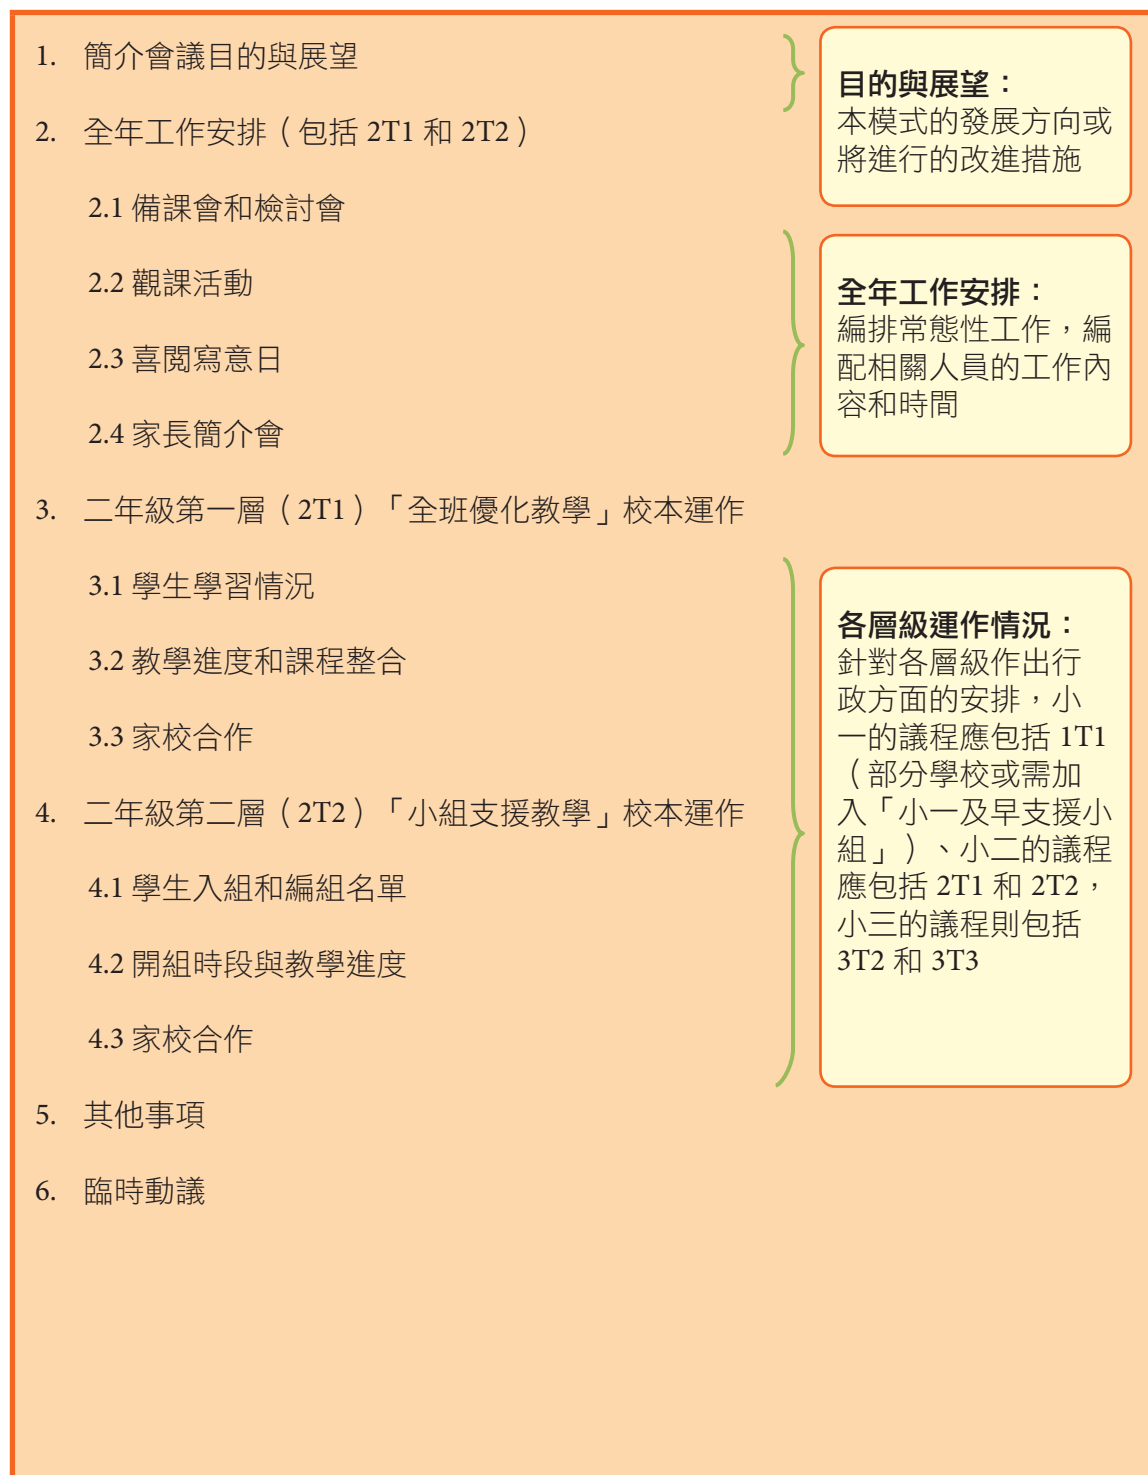 1. 簡介會議目的與展望
2. 全年工作安排（包括 2T1 和 2T2）
2.1 備課會和檢討會
2.2 觀課活動
2.3 喜閱寫意日
2.4 家長簡介會
3. 二年級第一層（2T1）「全班優化教學」校本運作
3.1 學生學習情況
3.2 教學進度和課程整合
3.3 家校合作
4. 二年級第二層（2T2）「小組支援教學」校本運作
4.1 學生入組和編組名單
4.2 開組時段與教學進度
4.3 家校合作
5. 其他事項
6. 臨時動議
目的與展望：
本模式的發展方向或
將進行的改進措施
全年工作安排：
編排常態性工作，編
配相關人員的工作內
容和時間
各層級運作情況：
針對各層級作出行
政方面的安排，小
一的議程應包括 1T1
（部分學校或需加
入「小一及早支援小
組」）、小二的議程
應包括 2T1 和 2T2，
小三的議程則包括
3T2 和 3T3